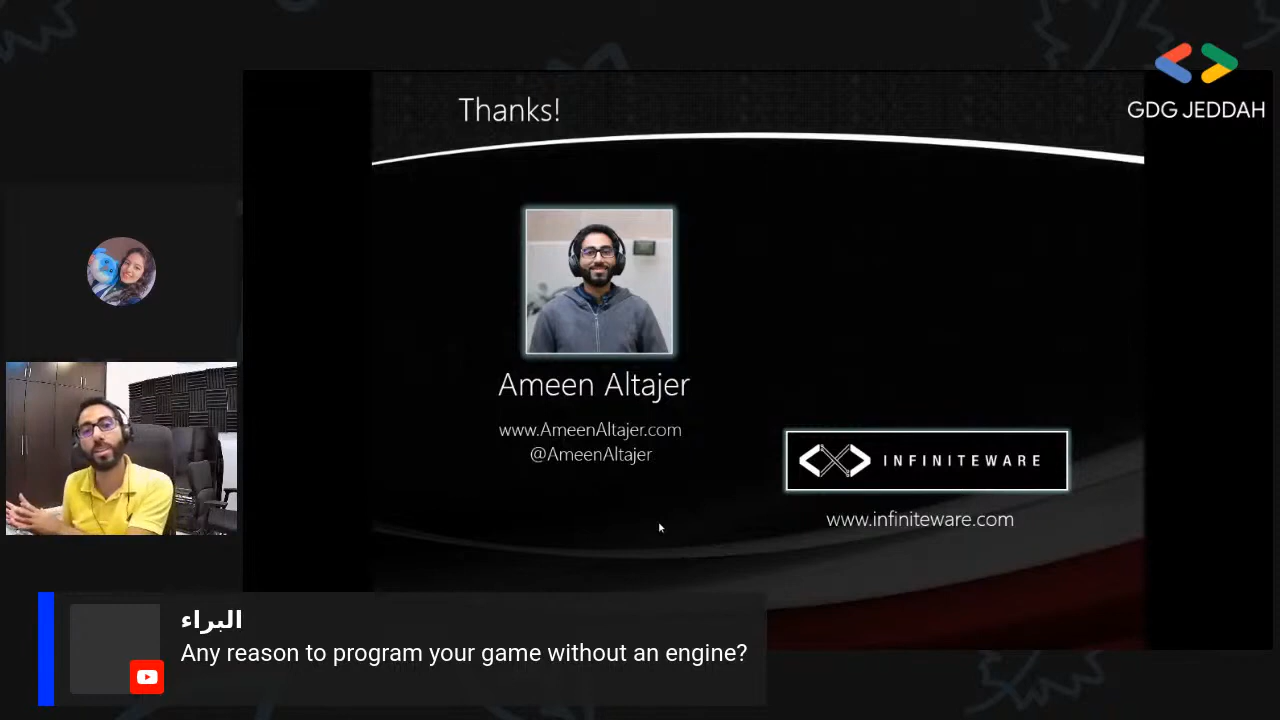 GDG JEDDAH
Thanks!
Ameen Altajer
www.AmeenAltajer.com
@AmeenAltajer
INFINITEWARE
www.infiniteware.com
البراء
Any reason to program your game without an engine?